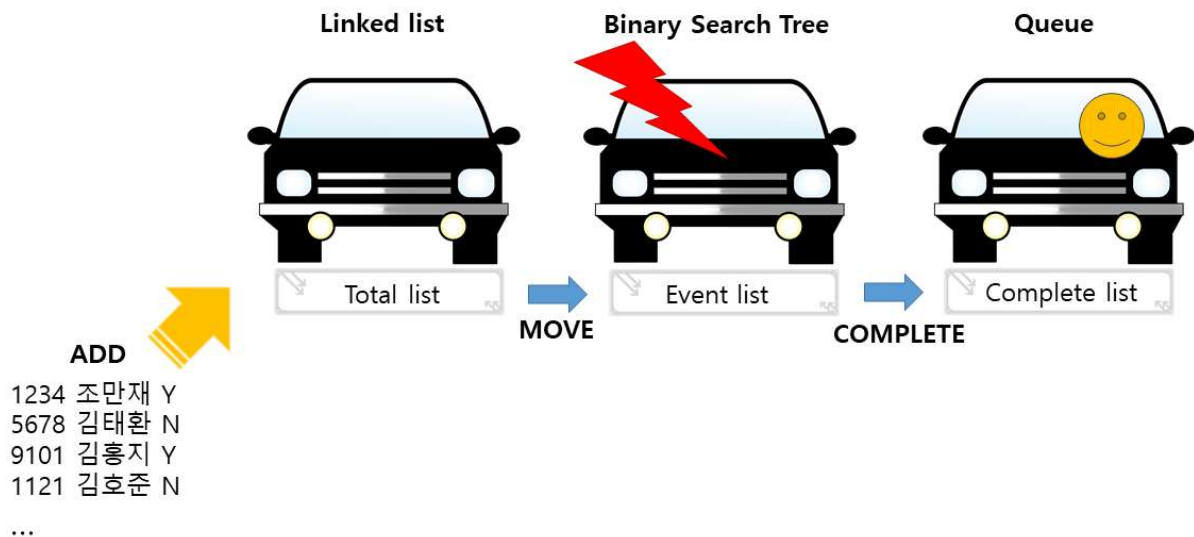 Linked list
Binary Search Tree
Queue
Total list
Event list
Complete list
MOVE
COMPLETE
ADD
1234 조만재 Y
5678 김태환 N
9101 김홍지 Y
1121 김호준 N
...